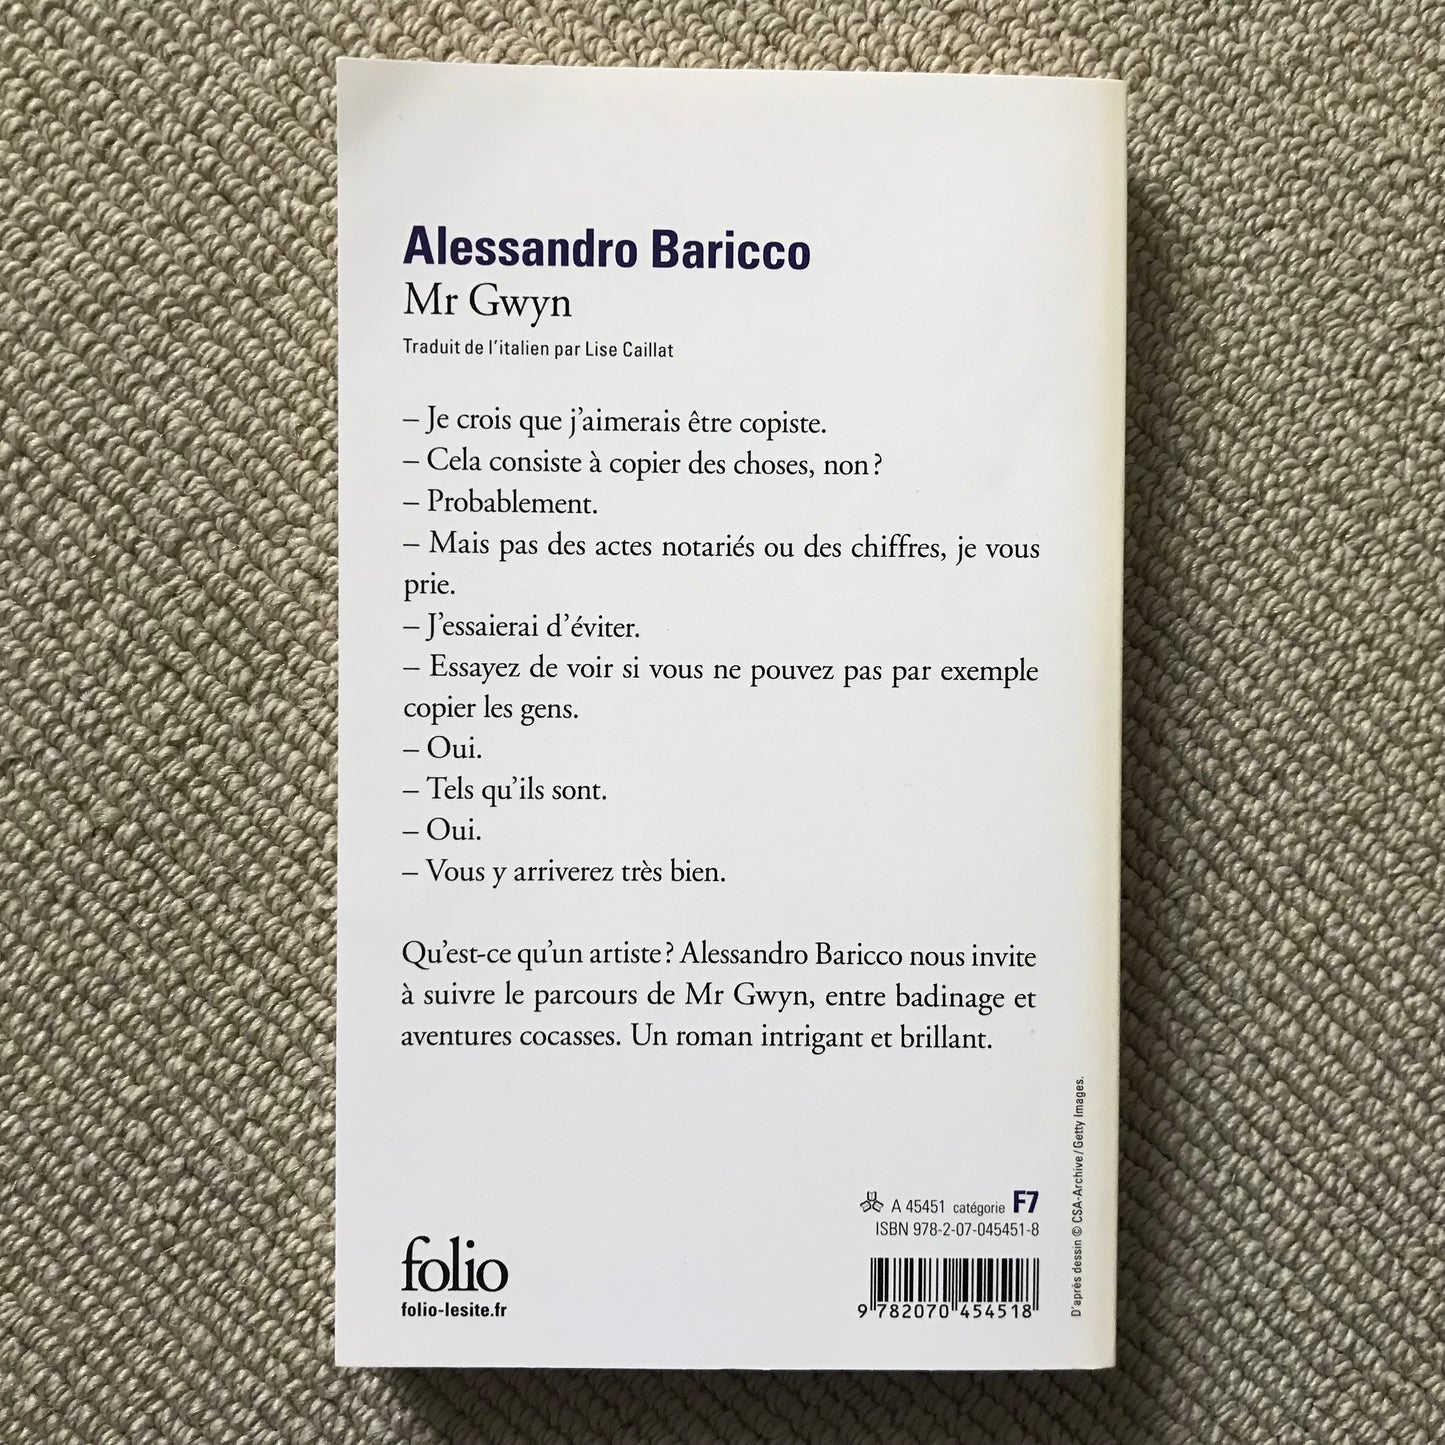 Alessandro Baricco
Mr Gwyn
Traduit de l'italien par Lise Caillat
– Je crois que j'aimerais être copiste.
– Cela consiste à copier des choses, non ?
– Probablement.
– Mais pas des actes notariés ou des chiffres, je vous
prie.
– J'essaierai d'éviter.
– Essayez de voir si vous ne pouvez pas par exemple
copier les gens.
– Oui.
– Tels qu'ils sont.
– Oui.
– Vous y arriverez très bien.
Qu'est-ce qu'un artiste ? Alessandro Baricco nous invite
à suivre le parcours de Mr Gwyn, entre badinage et
aventures cocasses. Un roman intrigant et brillant.
A 45451 catégorie F7
ISBN 978-2-07-045451-8
folio
folio-lesite.fr
9 782070 454518
D'après dessin © CSA-Archive / Getty Images.